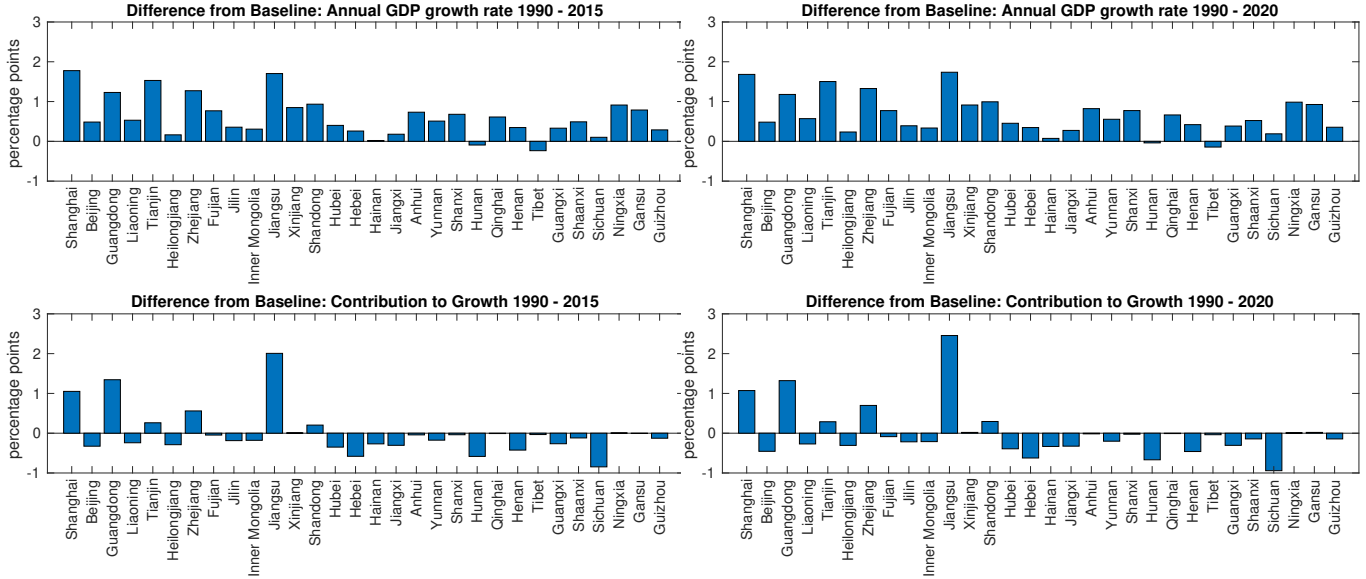 Difference from Baseline: Annual GDP growth rate 1990 - 2015
percentage points
3
2
1
0
-1
Shanghai
Beijing
Guangdong
Liaoning
Tianjin
Heilongjiang
Zhejiang
Fujian
Jilin
Inner Mongolia
Jiangsu
Xinjiang
Shandong
Hubei
Hebei
Hainan
Jiangxi
Anhui
Yunnan
Shanxi
Hunan
Qinghai
Henan
Tibet
Guangxi
Shaanxi
Sichuan
Ningxia
Gansu
Guizhou
Difference from Baseline: Annual GDP growth rate 1990 - 2020
percentage points
3
2
1
0
-1
Shanghai
Beijing
Guangdong
Liaoning
Tianjin
Heilongjiang
Zhejiang
Fujian
Jilin
Inner Mongolia
Jiangsu
Xinjiang
Shandong
Hubei
Hebei
Hainan
Jiangxi
Anhui
Yunnan
Shanxi
Hunan
Qinghai
Henan
Tibet
Guangxi
Shaanxi
Sichuan
Ningxia
Gansu
Guizhou
Difference from Baseline: Contribution to Growth 1990 - 2015
percentage points
3
2
1
0
-1
Shanghai
Beijing
Guangdong
Liaoning
Tianjin
Heilongjiang
Zhejiang
Fujian
Jilin
Inner Mongolia
Jiangsu
Xinjiang
Shandong
Hubei
Hebei
Hainan
Jiangxi
Anhui
Yunnan
Shanxi
Hunan
Qinghai
Henan
Tibet
Guangxi
Shaanxi
Sichuan
Ningxia
Gansu
Guizhou
Difference from Baseline: Contribution to Growth 1990 - 2020
percentage points
3
2
1
0
-1
Shanghai
Beijing
Guangdong
Liaoning
Tianjin
Heilongjiang
Zhejiang
Fujian
Jilin
Inner Mongolia
Jiangsu
Xinjiang
Shandong
Hubei
Hebei
Hainan
Jiangxi
Anhui
Yunnan
Shanxi
Hunan
Qinghai
Henan
Tibet
Guangxi
Shaanxi
Sichuan
Ningxia
Gansu
Guizhou